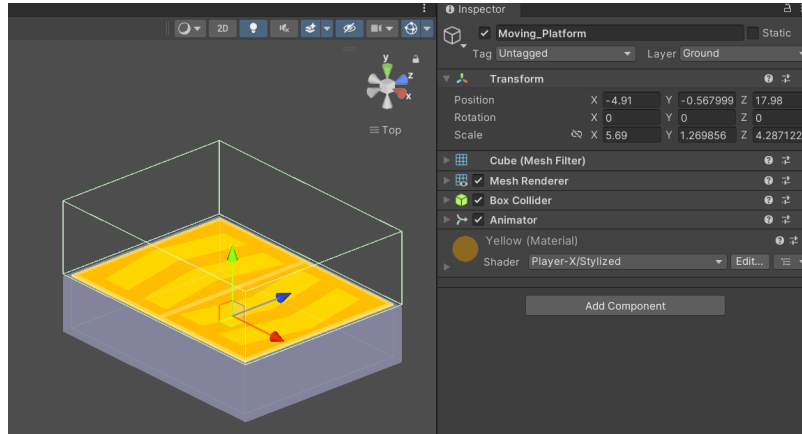 Inspector
2D
y
z
x
Top
Moving_Platform
Static
Tag Untagged
Layer Ground
Transform
Position X -4.91 Y -0.567999 Z 17.98
Rotation X 0 Y 0 Z 0
Scale X 5.69 Y 1.269856 Z 4.287122
Cube (Mesh Filter)
Mesh Renderer
Box Collider
Animator
Yellow (Material)
Shader Player-X/Stylized Edit...
Add Component